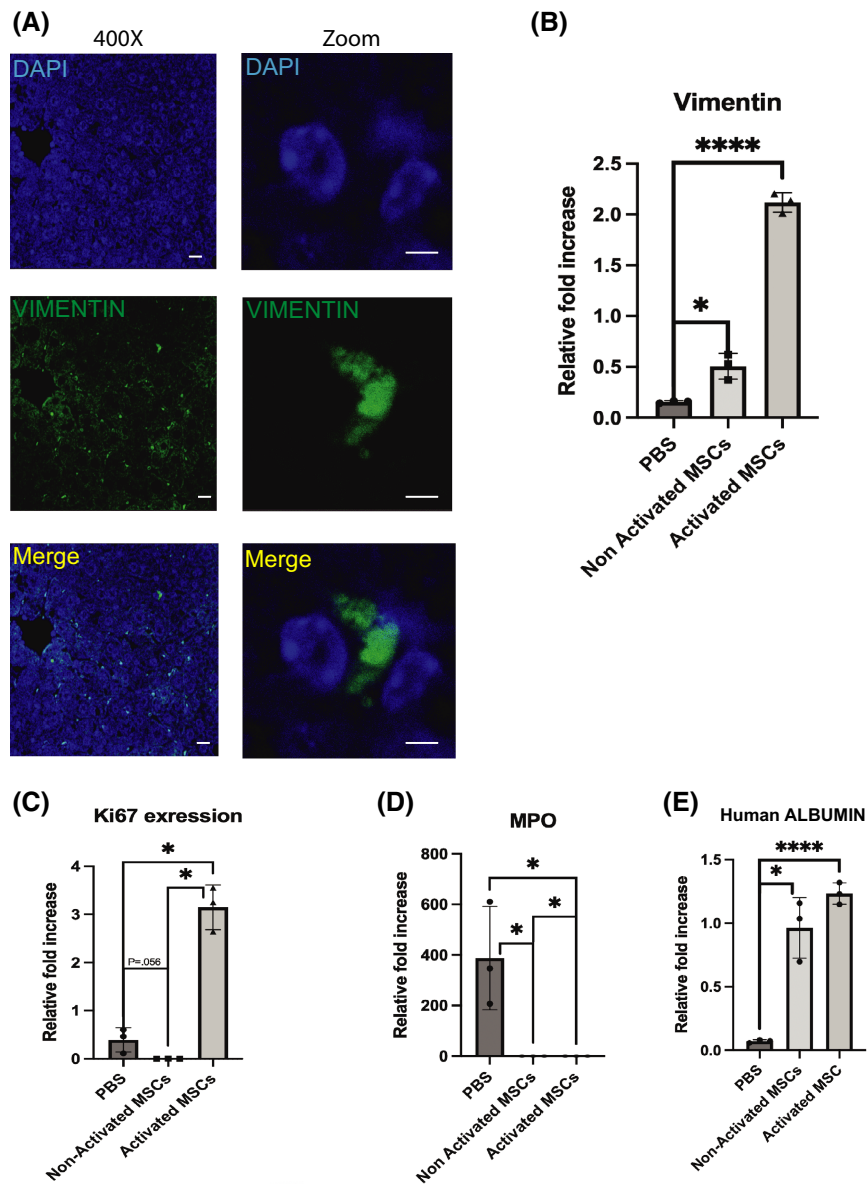 (A)
400X
Zoom
DAPI
DAPI
VIMENTIN
VIMENTIN
Merge
Merge
(B)
Vimentin
****
*
Relative fold increase
2.5
2.0
1.5
1.0
0.5
0.0
PBS
Non Activated MSCs
Activated MSCs
(C)
Ki67 exression
*
*
P=.056
Relative fold increase
4
3
2
1
0
PBS
Non-Activated MSCs
Activated MSCs
(D)
MPO
*
*
*
Relative fold increase
800
600
400
200
0
PBS
Non Activated MSCs
Activated MSCs
(E)
Human ALBUMIN
****
*
Relative fold increase
1.5
1.0
0.5
0.0
PBS
Non-Activated MSCs
Activated MSC